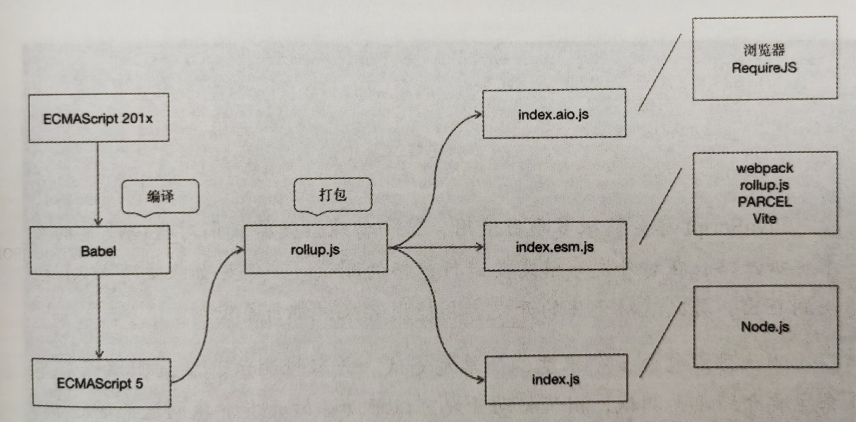 ECMAScript 201x
编译
Babel
ECMAScript 5
打包
rollup.js
index.aio.js
index.esm.js
index.js
浏览器
RequireJS
webpack
rollup.js
PARCEL
Vite
Node.js